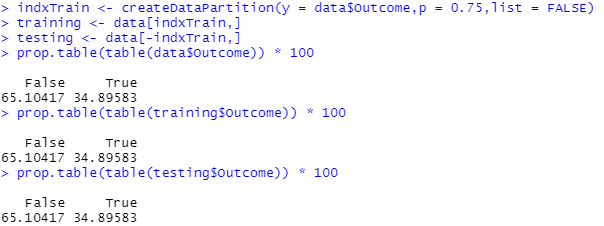 > indxTrain <- createDataPartition(y = data$Outcome,p = 0.75,list = FALSE)
> training <- data[indxTrain,]
> testing <- data[-indxTrain,]
> prop.table(table(data$Outcome)) * 100

   False     True 
65.10417 34.89583 
> prop.table(table(training$Outcome)) * 100

   False     True 
65.10417 34.89583 
> prop.table(table(testing$Outcome)) * 100

   False     True 
65.10417 34.89583